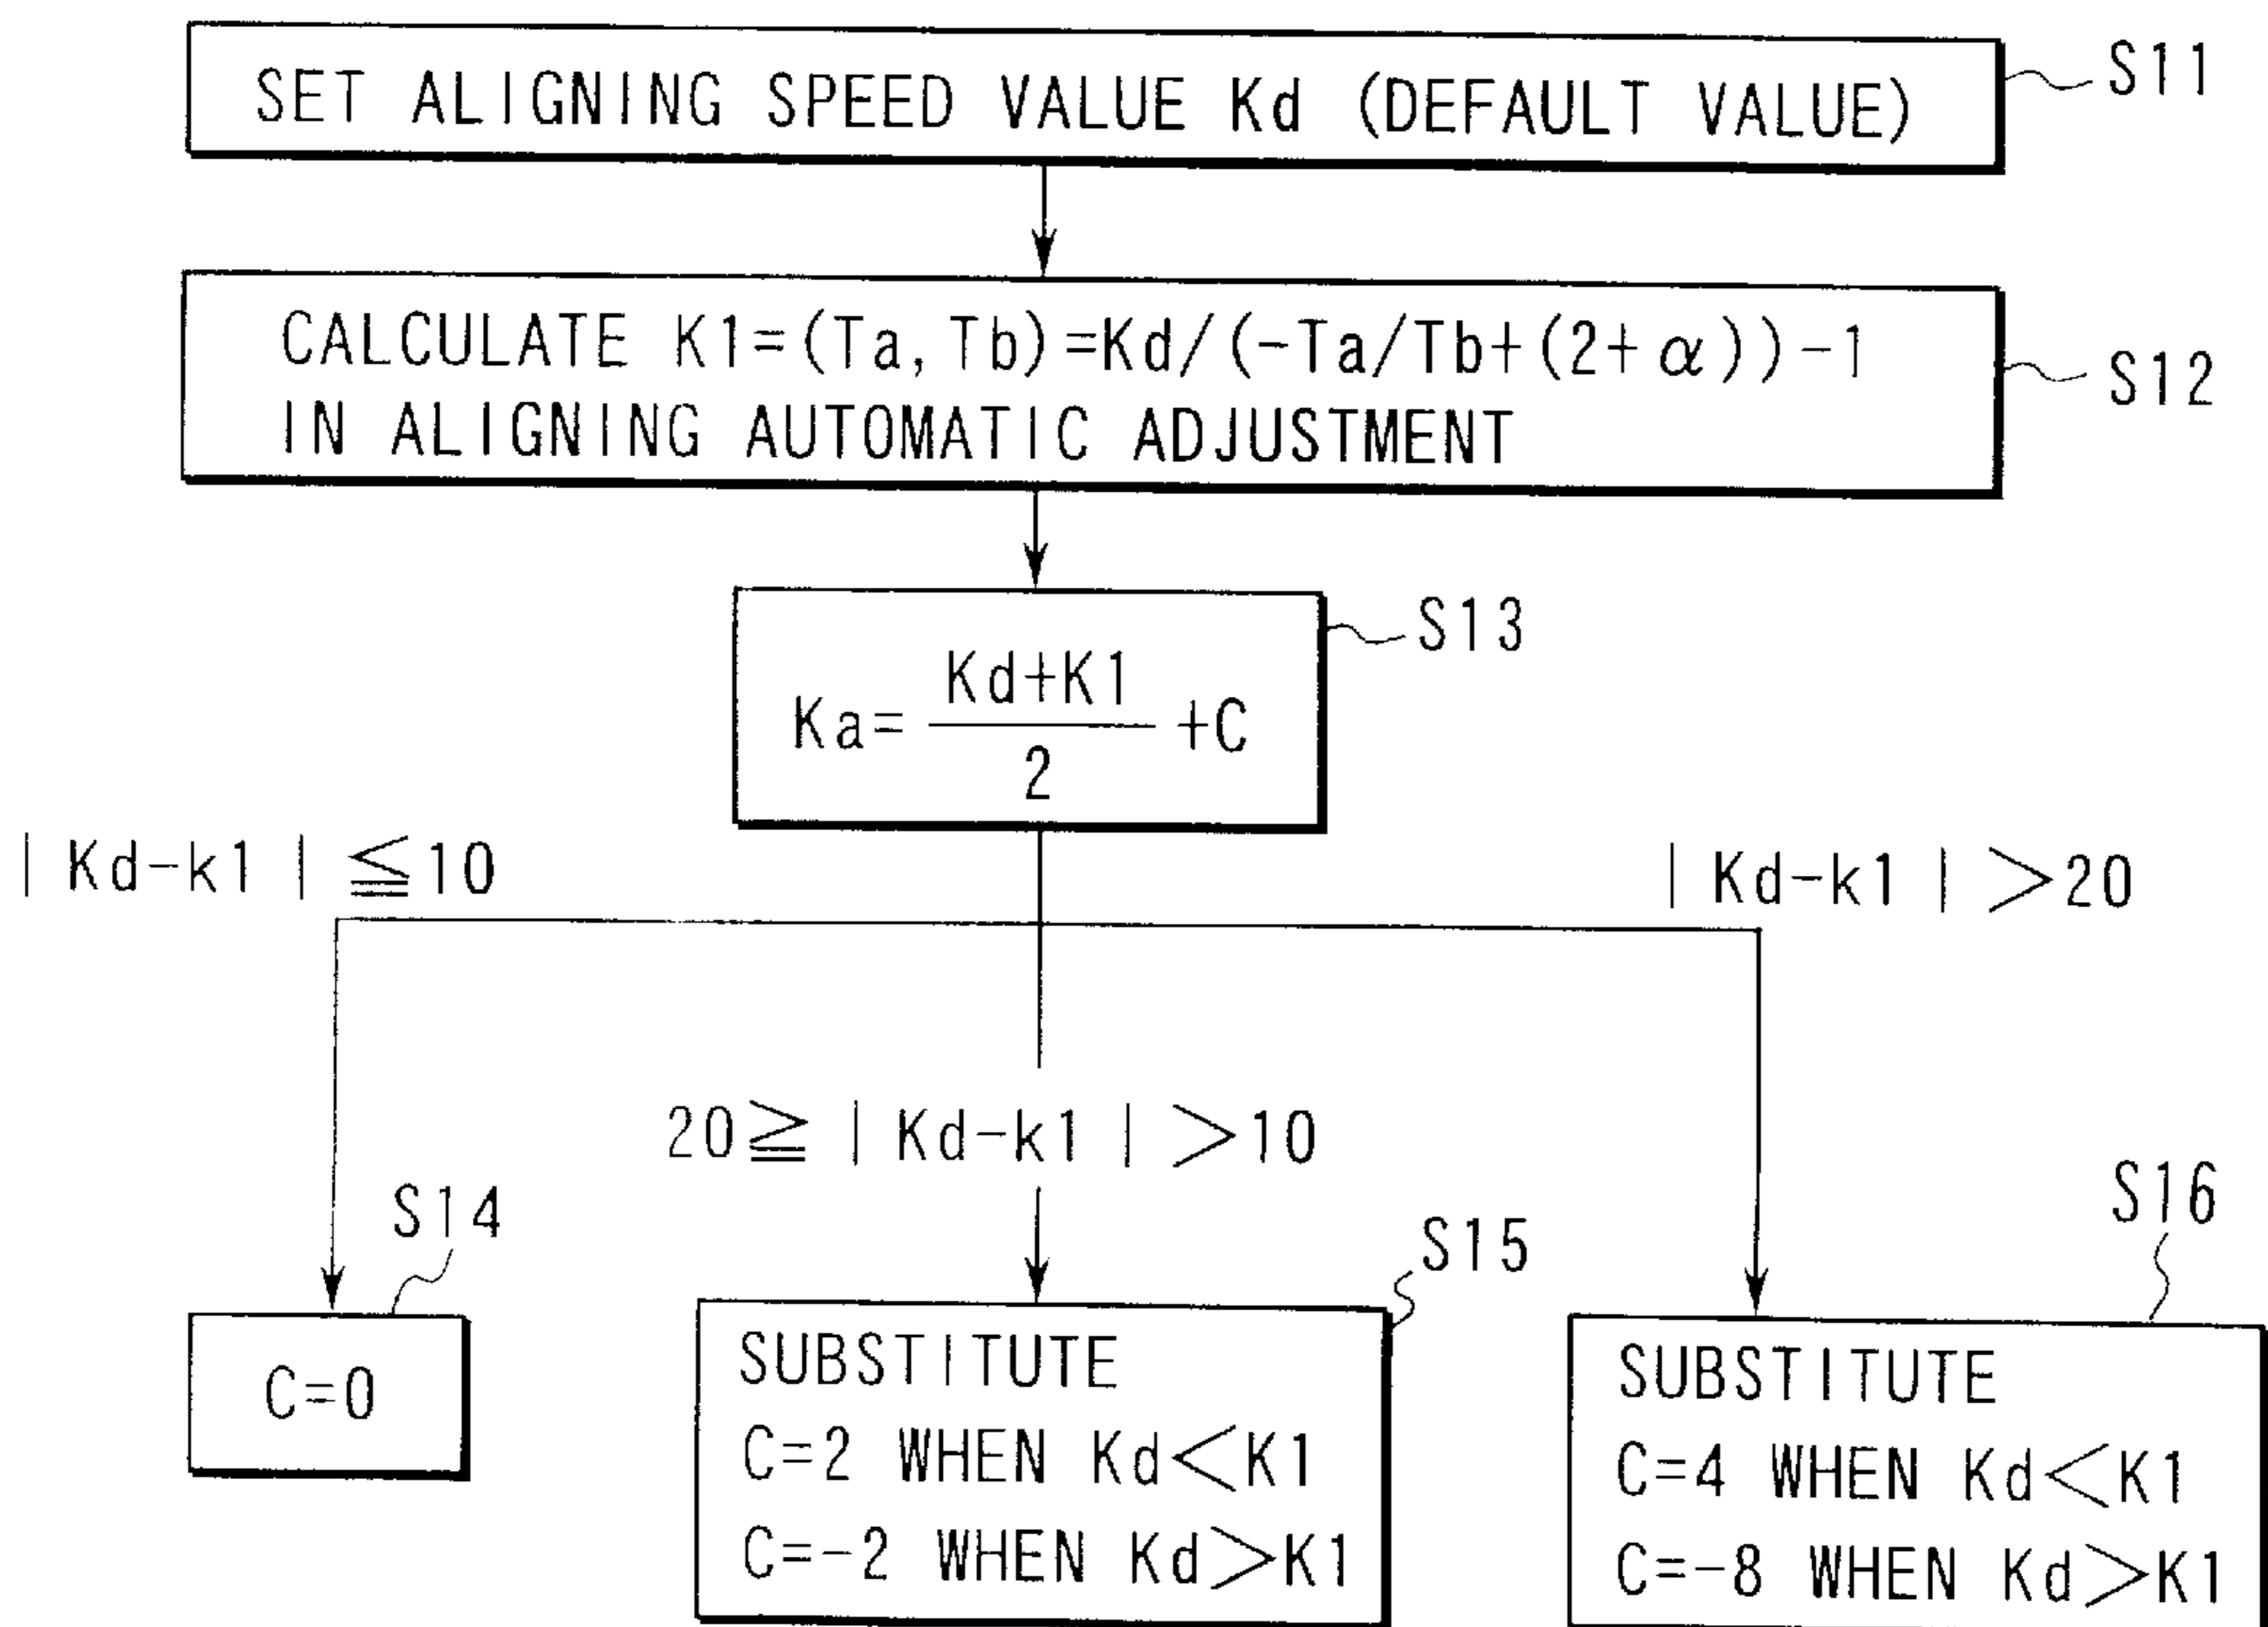 SET ALIGNING SPEED VALUE Kd (DEFAULT VALUE)
S11
CALCULATE K1=(Ta, Tb)=Kd/(-Ta/Tb+(2+α))-1
IN ALIGNING AUTOMATIC ADJUSTMENT
S12
S13
Kd+K1
Ka= +C
2
| Kd-k1 | ≦10
| Kd-k1 | >20
20≧ | Kd-k1 | >10
S14
S15
S16
C=0
SUBSTITUTE
C=2 WHEN Kd<K1
C=-2 WHEN Kd>K1
SUBSTITUTE
C=4 WHEN Kd<K1
C=-8 WHEN Kd>K1